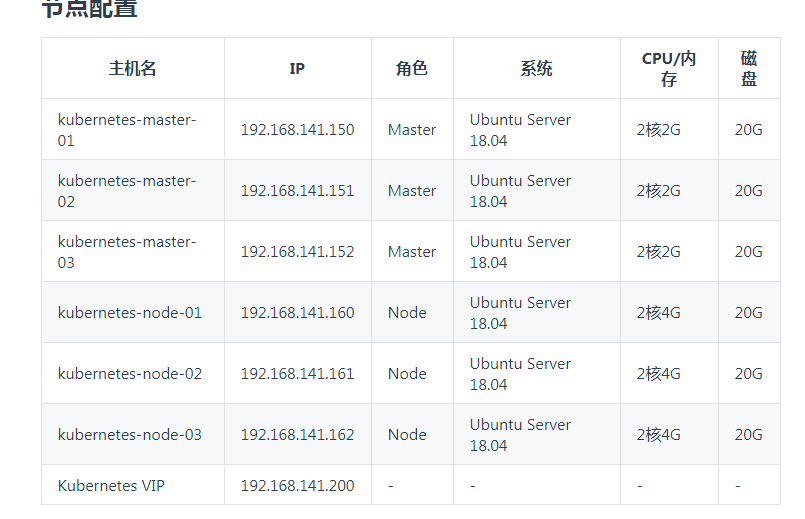 节点配置
主机名 IP 角色 系统 CPU/内存 磁盘
kubernetes-master-01 192.168.141.150 Master Ubuntu Server 18.04 2核2G 20G
kubernetes-master-02 192.168.141.151 Master Ubuntu Server 18.04 2核2G 20G
kubernetes-master-03 192.168.141.152 Master Ubuntu Server 18.04 2核2G 20G
kubernetes-node-01 192.168.141.160 Node Ubuntu Server 18.04 2核4G 20G
kubernetes-node-02 192.168.141.161 Node Ubuntu Server 18.04 2核4G 20G
kubernetes-node-03 192.168.141.162 Node Ubuntu Server 18.04 2核4G 20G
Kubernetes VIP 192.168.141.200 - - - -